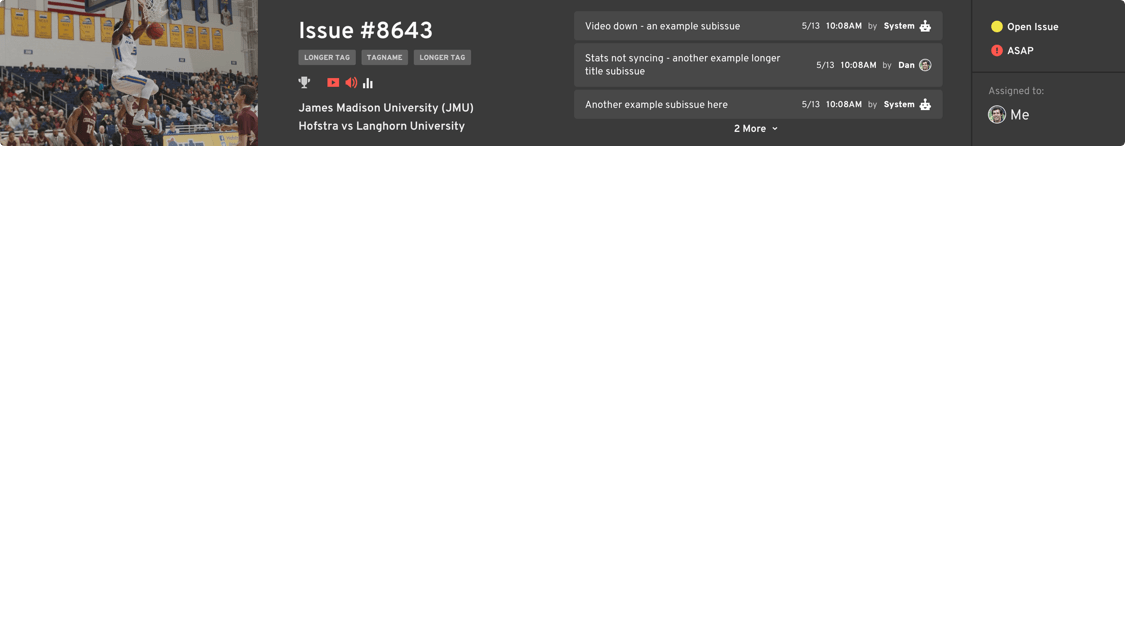 Issue #8643
LONGER TAG
TAGNAME
LONGER TAG
James Madison University (JMU)
Hofstra vs Langhorn University
Video down - an example subissue
5/13 10:08AM by System
Stats not syncing - another example longer
title subissue
5/13 10:08AM by Dan
Another example subissue here
5/13 10:08AM by System
2 More
Open Issue
ASAP
Assigned to:
Me